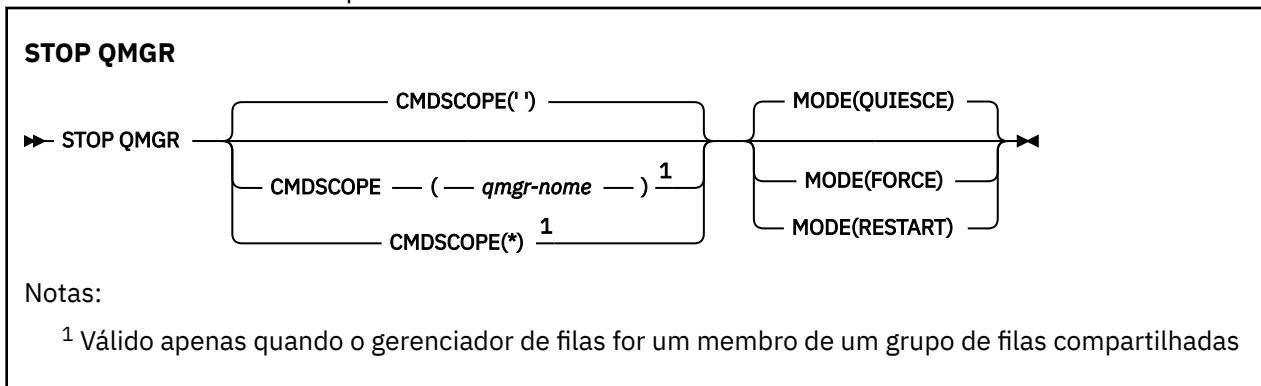 STOP QMGR
CMDSCOPE(' ') MODE(QUIESCE)
STOP QMGR
CMDSCOPE ( qmgr-nome ) 1 MODE(FORCE)
CMDSCOPE(*) 1 MODE(RESTART)
Notas:
1 Válido apenas quando o gerenciador de filas for um membro de um grupo de filas compartilhadas